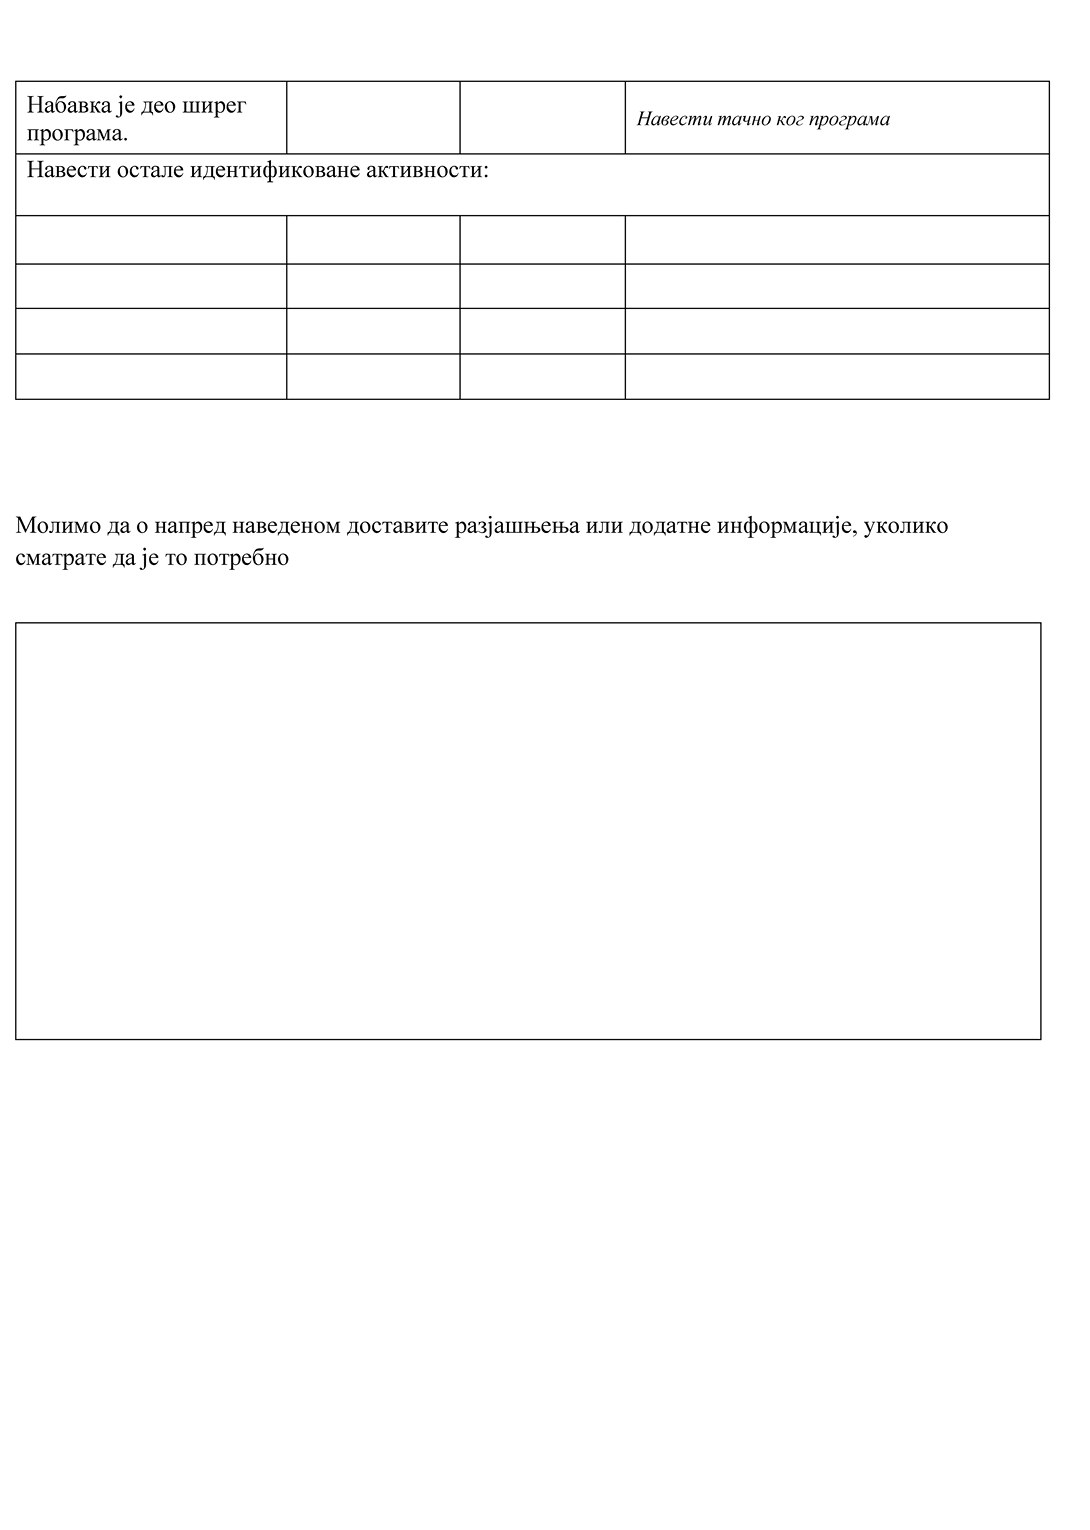 Набавка је део ширег
програма.
Навести тачно ког програма
Навести остале идентификоване активности:
Молимо да о напред наведеном доставите разјашњења или додатне информације, уколико
сматрате да је то потребно